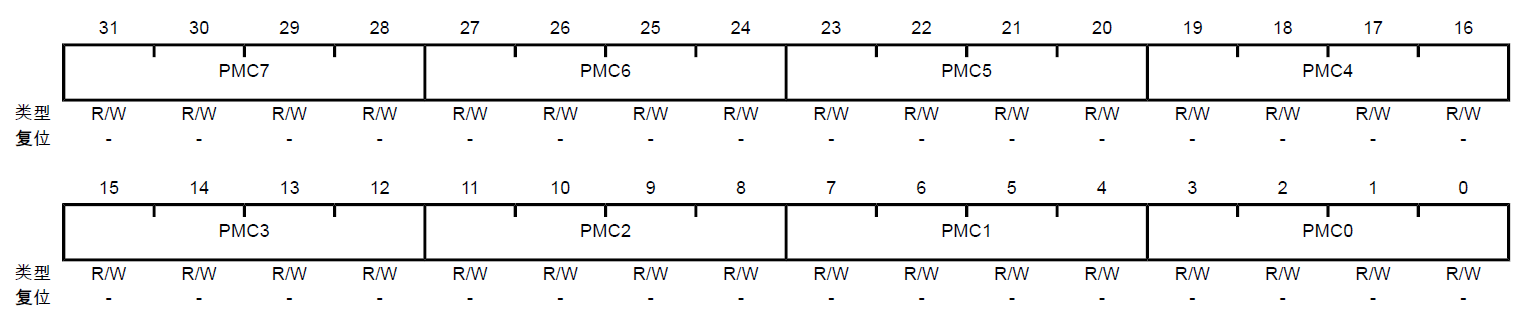 31 30 29 28 27 26 25 24 23 22 21 20 19 18 17 16
PMC7 PMC6 PMC5 PMC4
类型 R/W R/W R/W R/W R/W R/W R/W R/W R/W R/W R/W R/W R/W R/W R/W R/W
复位 - - - - - - - - - - - - - - - -
15 14 13 12 11 10 9 8 7 6 5 4 3 2 1 0
PMC3 PMC2 PMC1 PMC0
类型 R/W R/W R/W R/W R/W R/W R/W R/W R/W R/W R/W R/W R/W R/W R/W R/W
复位 - - - - - - - - - - - - - - - -